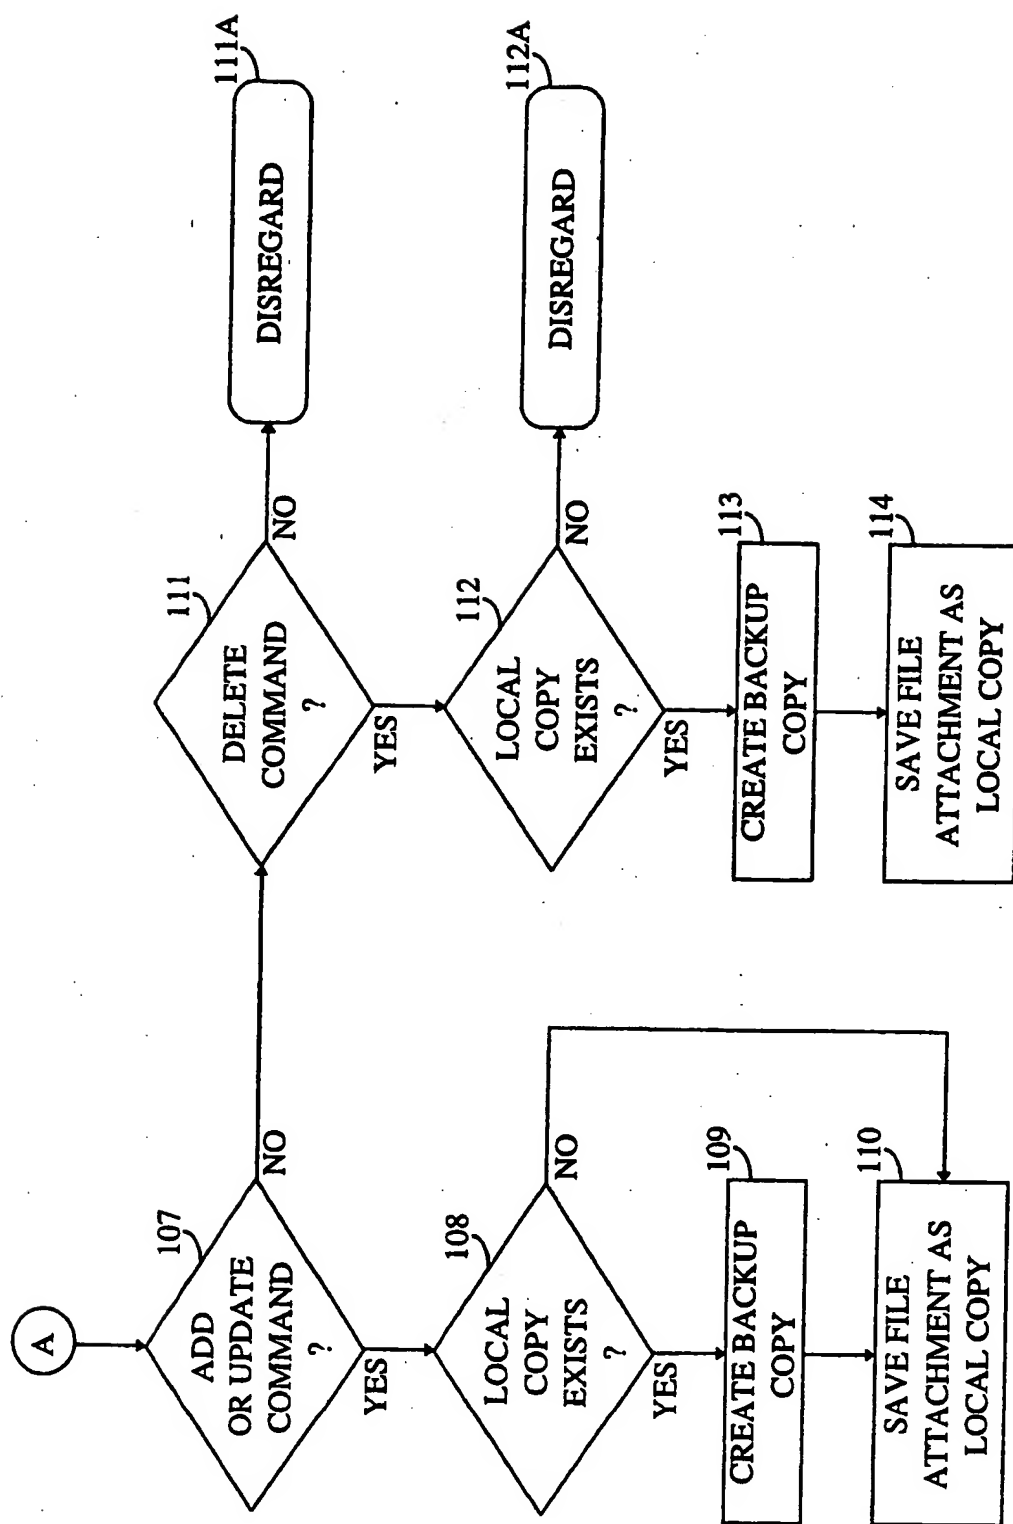 A
107
ADD
OR UPDATE
COMMAND
?
NO
YES
108
LOCAL
COPY
EXISTS
?
NO
YES
109
CREATE BACKUP
COPY
110
SAVE FILE
ATTACHMENT AS
LOCAL COPY
111
DELETE
COMMAND
?
NO
YES
111A
DISREGARD
112
LOCAL
COPY
EXISTS
?
NO
YES
112A
DISREGARD
113
CREATE BACKUP
COPY
114
SAVE FILE
ATTACHMENT AS
LOCAL COPY